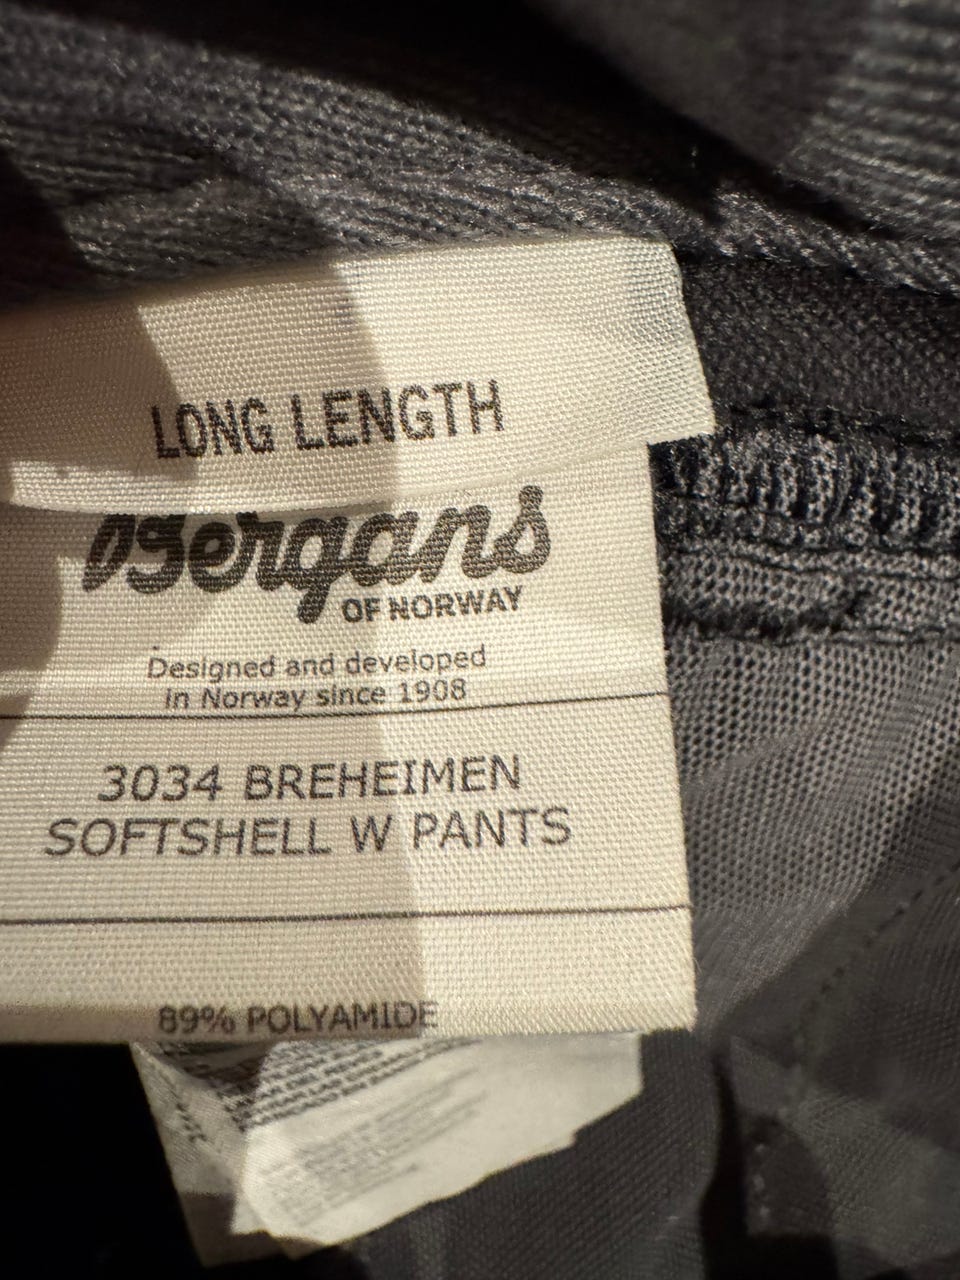 LONG LENGTH
Bergans
OF NORWAY
Designed and developed
in Norway since 1908
3034 BREHEIMEN
SOFTSHELL W PANTS
89% POLYAMIDE